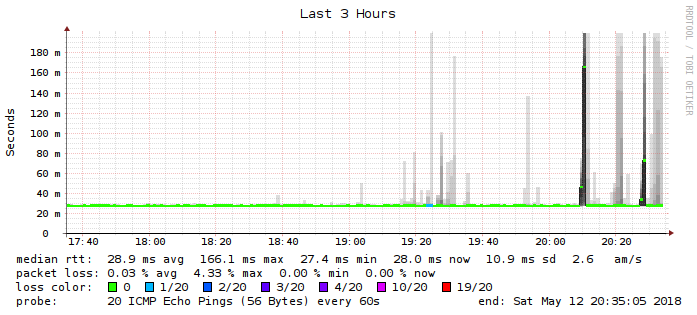 Last 3 Hours
RRDTOOL / TOBI OETIKER
Seconds
180 m
160 m
140 m
120 m
100 m
80 m
60 m
40 m
20 m
0
17:40 18:00 18:20 18:40 19:00 19:20 19:40 20:00 20:20
median rtt: 28.9 ms avg 166.1 ms max 27.4 ms min 28.0 ms now 10.9 ms sd 2.6 am/s
packet loss: 0.03 % avg 4.33 % max 0.00 % min 0.00 % now
loss color: 0 1/20 2/20 3/20 4/20 10/20 19/20
probe: 20 ICMP Echo Pings (56 Bytes) every 60s end: Sat May 12 20:35:05 2018